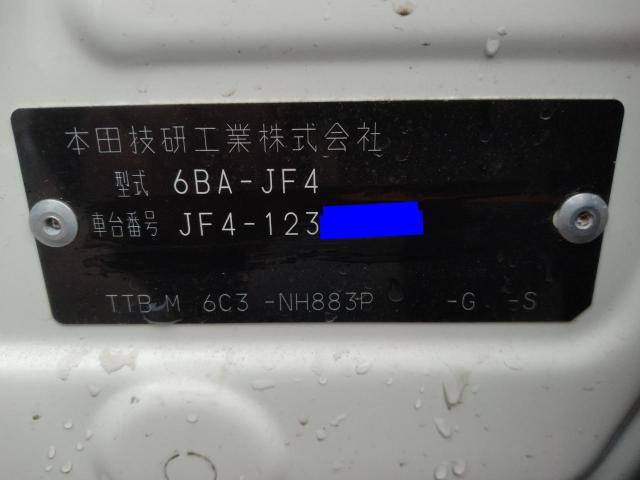 本田技研工業株式会社
型式 6BA-JF4
車台番号 JF4-123
TTB M 6C3 -NH883P -G -S